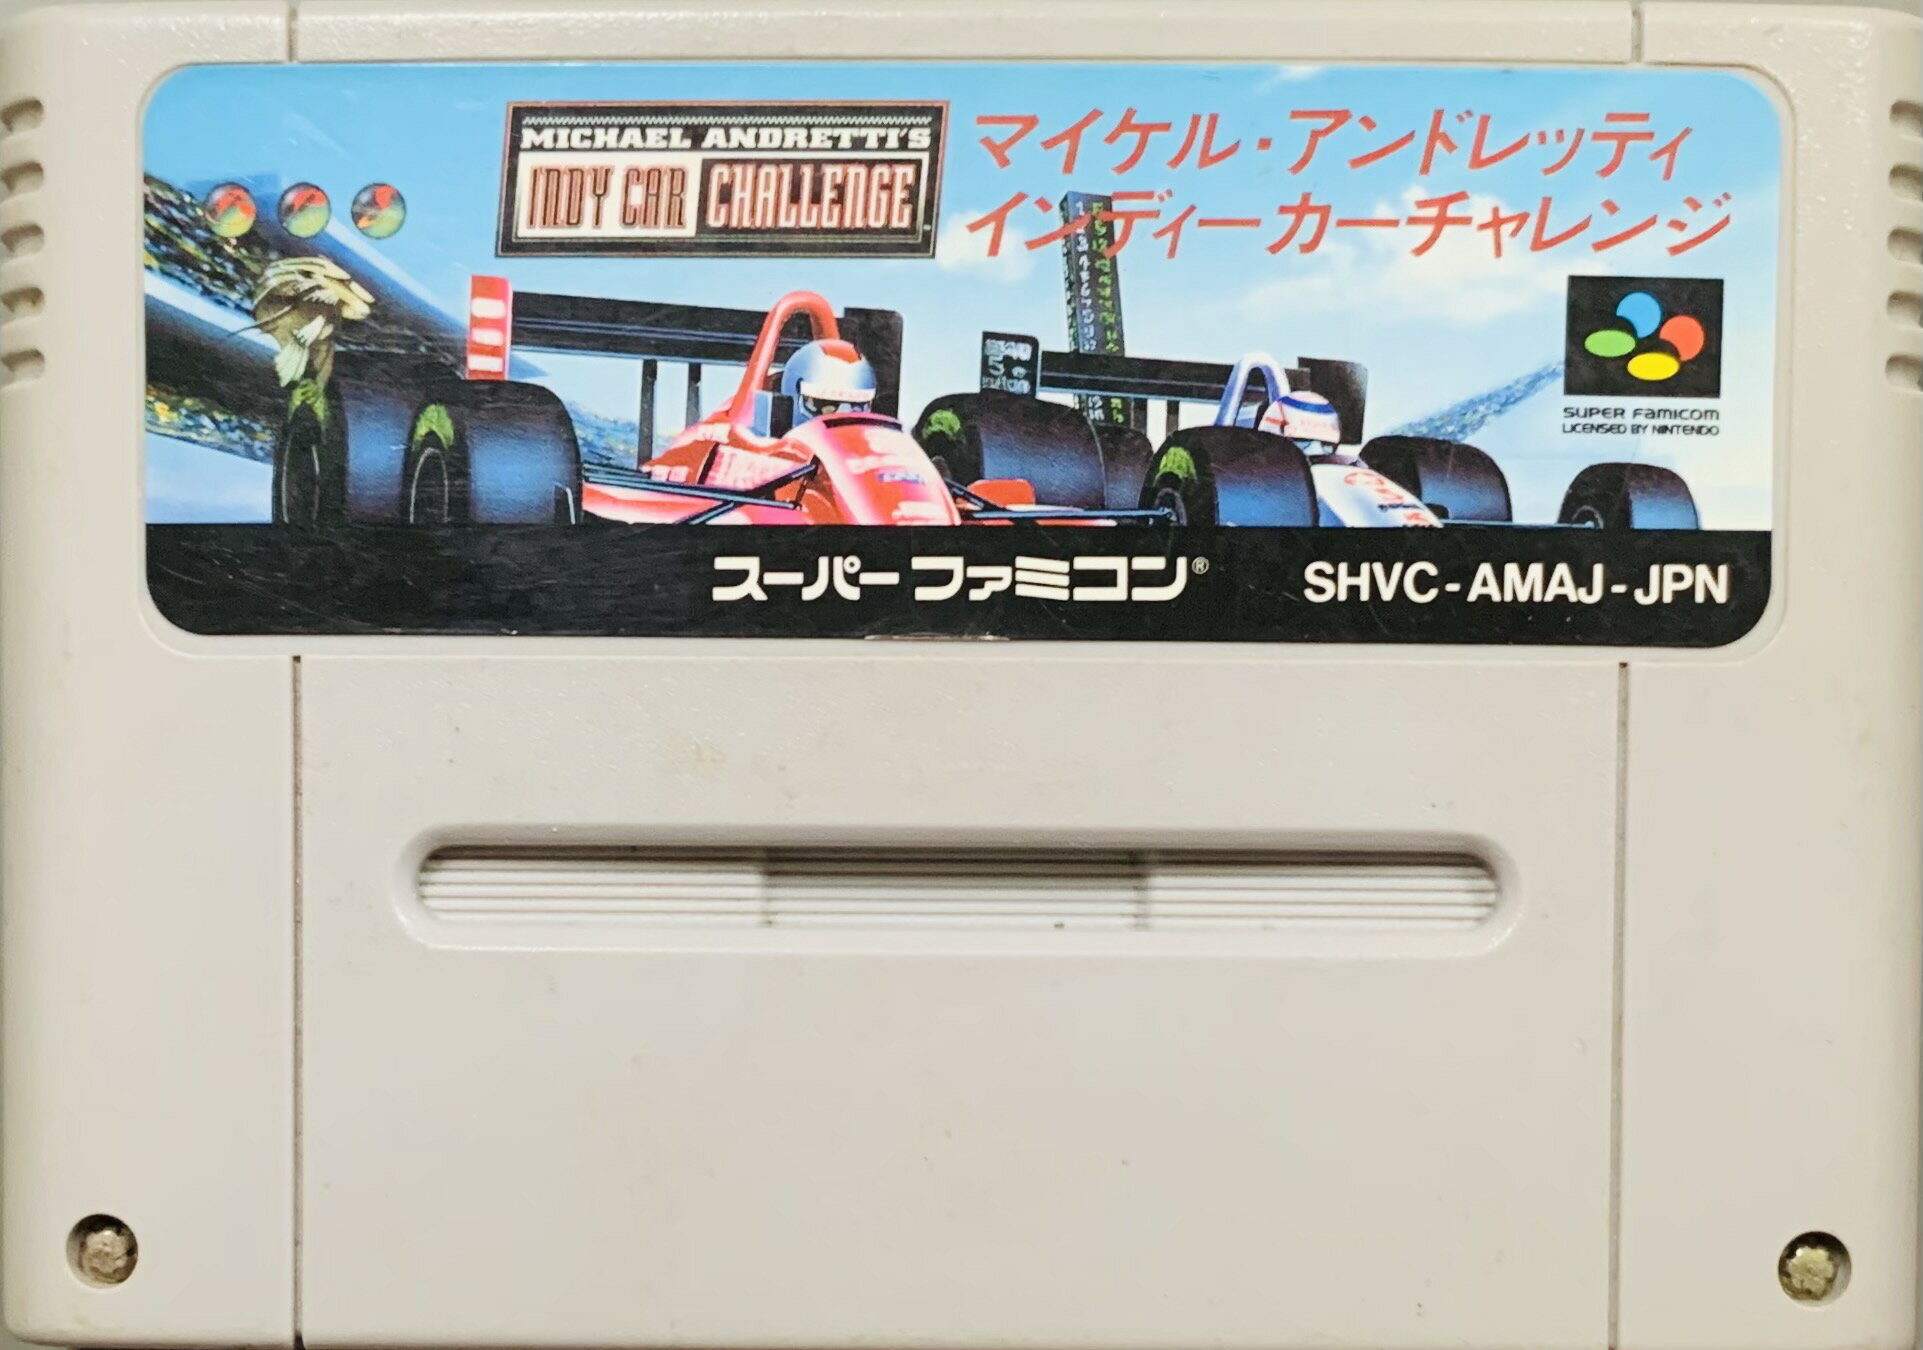 MICHAEL ANDRETTI'S
INDY CAR CHALLENGE
マイケル・アンドレッティ
インディーカーチャレンジ
SUPER FAMICOM
LICENSED BY NINTENDO
スーパーファミコン®
SHVC-AMAJ-JPN